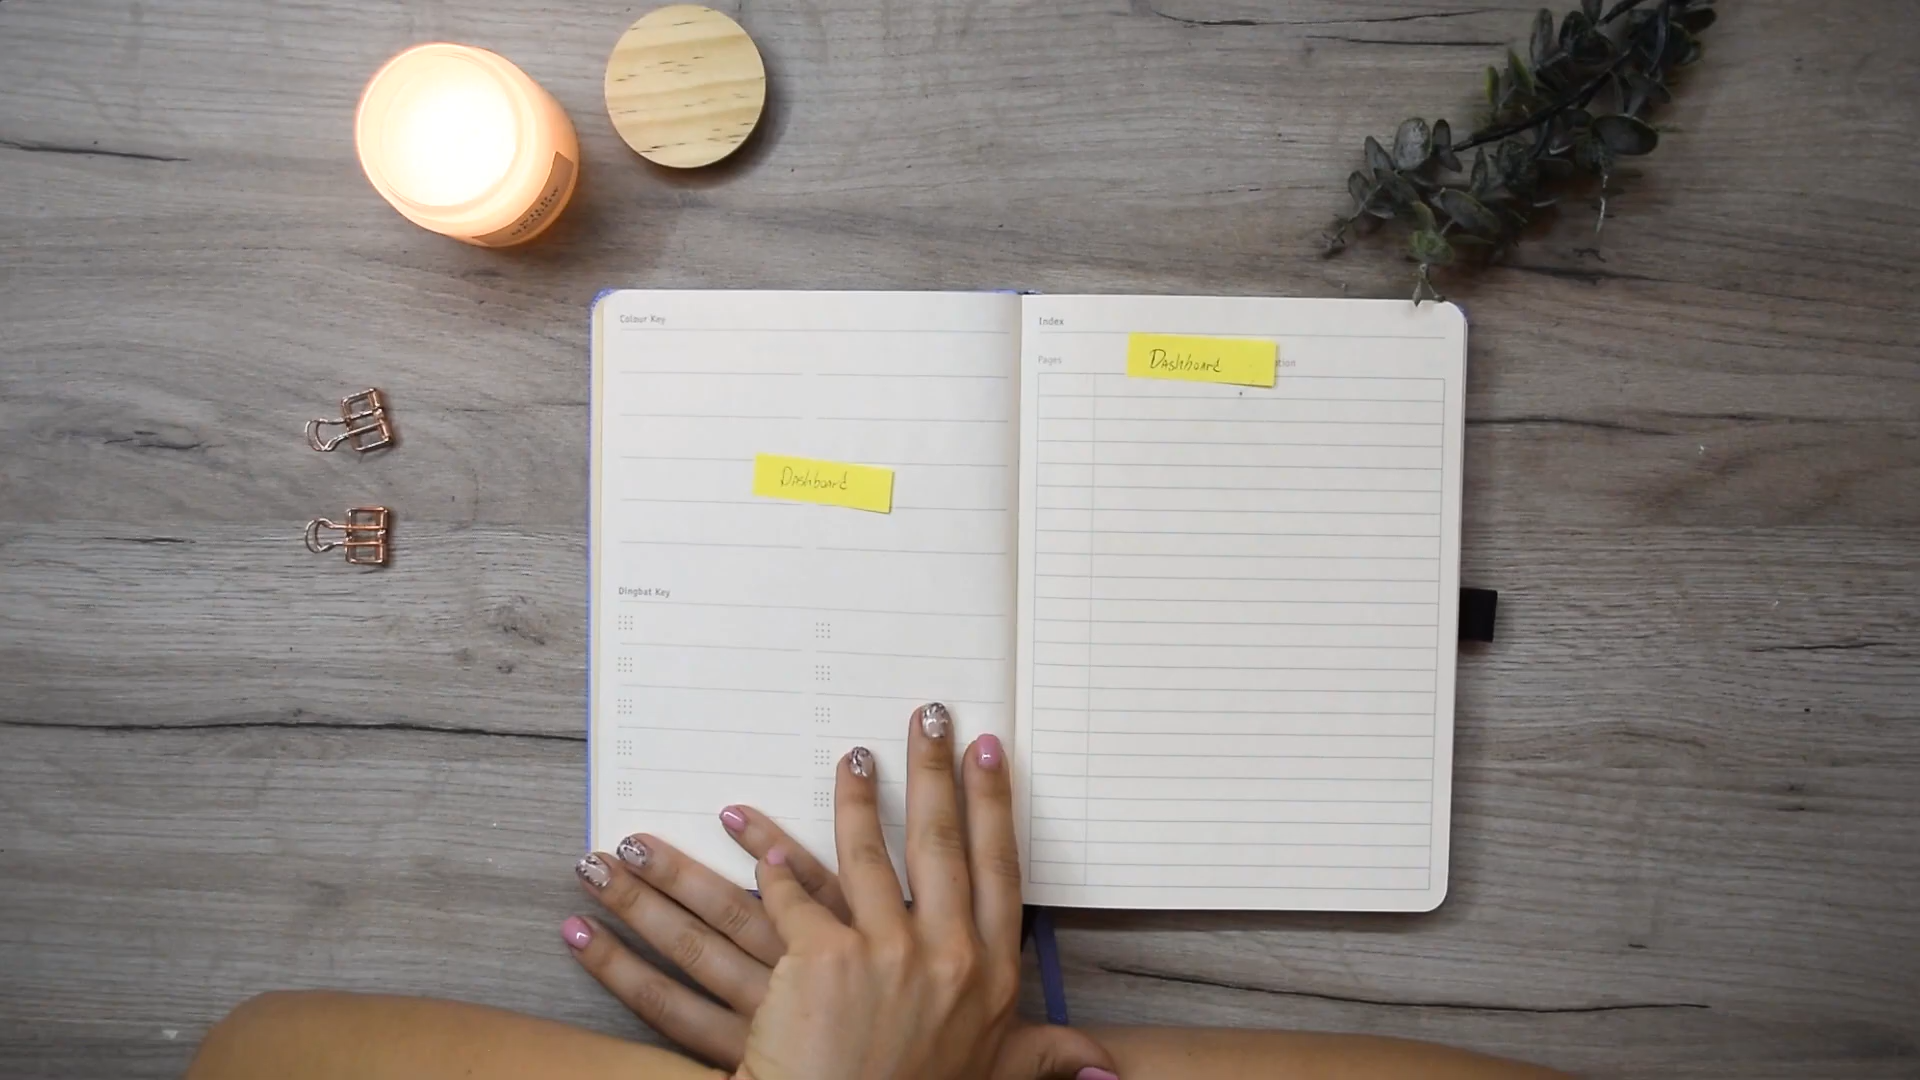 Colour Key
Dashboard
Dingbat Key
Index
Pages
Dashboard